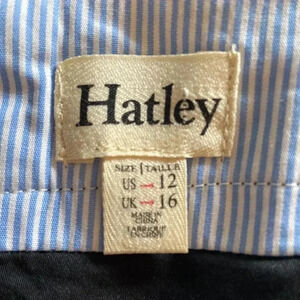 Hatley
SIZE | TAILLE
US → 12
UK → 16
MADE IN
CHINA
FABRIQUÉ
EN CHINE